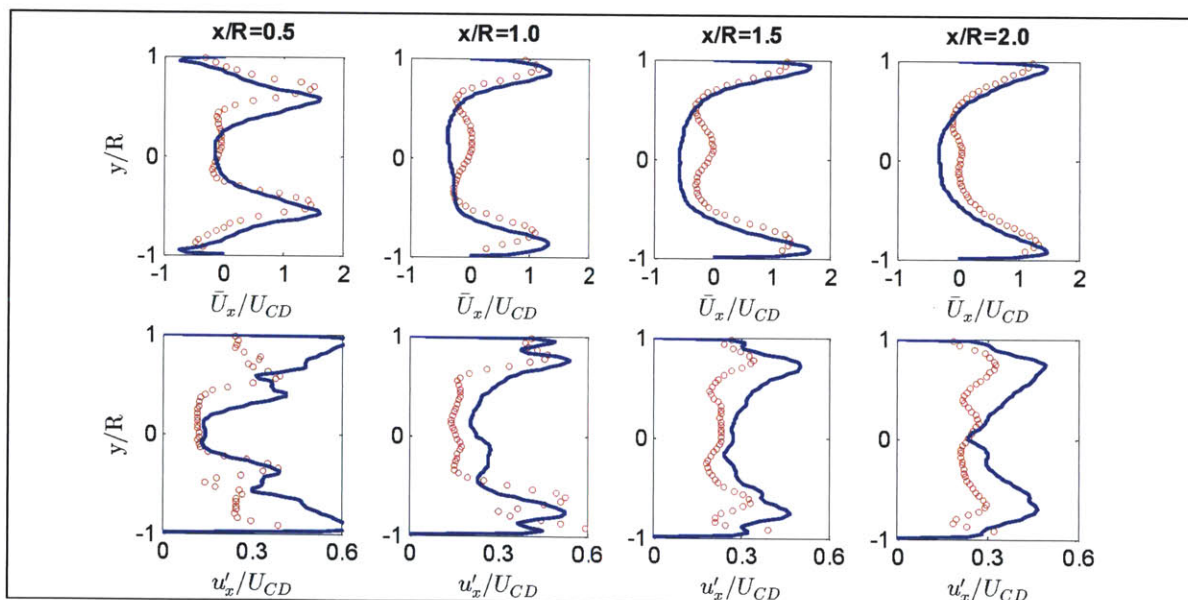 x/R=0.5 x/R=1.0 x/R=1.5 x/R=2.0
1 1 1 1
y/R 0 0 0 0
-1 -1 -1 -1
-1 0 1 2 -1 0 1 2 -1 0 1 2 -1 0 1 2
Ū_x/U_CD Ū_x/U_CD Ū_x/U_CD Ū_x/U_CD
1 1 1 1
y/R 0 0 0 0
-1 -1 -1 -1
0 0.3 0.6 0 0.3 0.6 0 0.3 0.6 0 0.3 0.6
u'_x/U_CD u'_x/U_CD u'_x/U_CD u'_x/U_CD